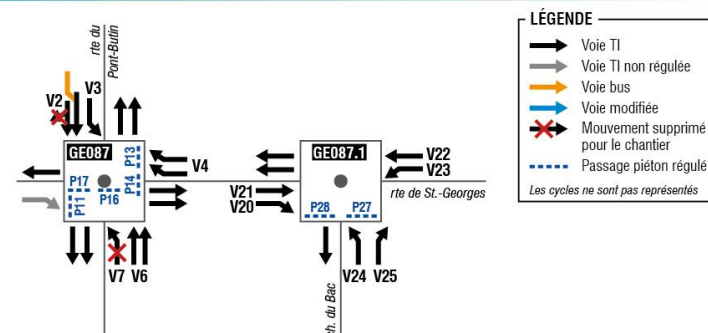 rte du
Pont-Butin
V2
V3
GE087
P13
V4
P17
P14
P11
P16
V7 V6
GE087.1
V22
V23
rte de St.-Georges
V21
V20
P28 P27
V24 V25
ch. du Bac
LÉGENDE
Voie TI
Voie TI non régulée
Voie bus
Voie modifiée
Mouvement supprimé
pour le chantier
Passage piéton régulé
Les cycles ne sont pas représentés